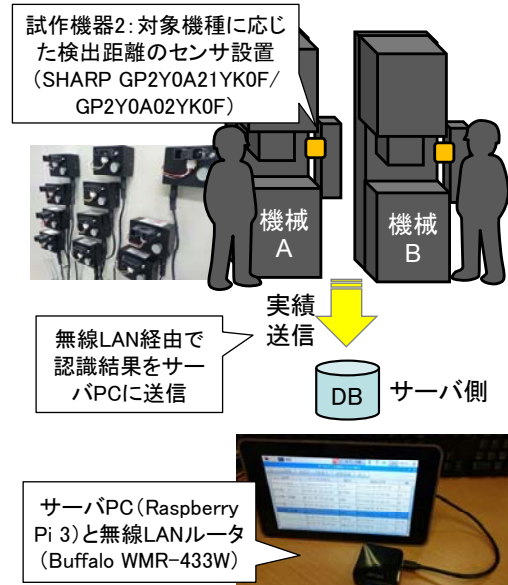 試作機器2：対象機種に応じ
た検出距離のセンサ設置
（SHARP GP2Y0A21YK0F/
GP2Y0A02YK0F）
機械
A
機械
B
実績
送信
無線LAN経由で
認識結果をサー
バPCに送信
DB
サーバ側
サーバPC（Raspberry
Pi 3）と無線LANルータ
（Buffalo WMR-433W）